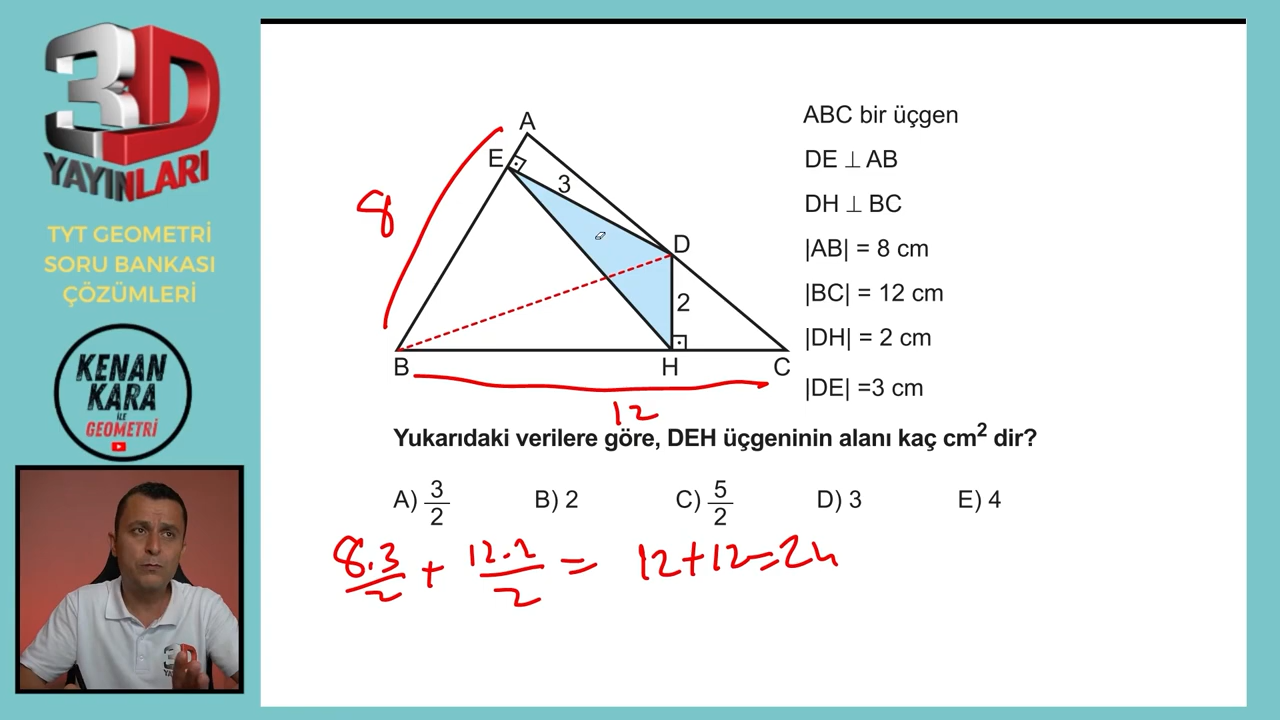 3D
YAYINLARI
TYT GEOMETRİ
SORU BANKASI
ÇÖZÜMLERİ
KENAN
KARA
İLE
GEOMETRİ
ABC bir üçgen
DE ⊥ AB
DH ⊥ BC
|AB| = 8 cm
|BC| = 12 cm
|DH| = 2 cm
|DE| =3 cm
A
E
3
8
D
2
B
H
C
12
Yukarıdaki verilere göre, DEH üçgeninin alanı kaç cm² dir?
A) 3/2 B) 2 C) 5/2 D) 3 E) 4
8.3/2 + 12.2/2 = 12+12=24
3D